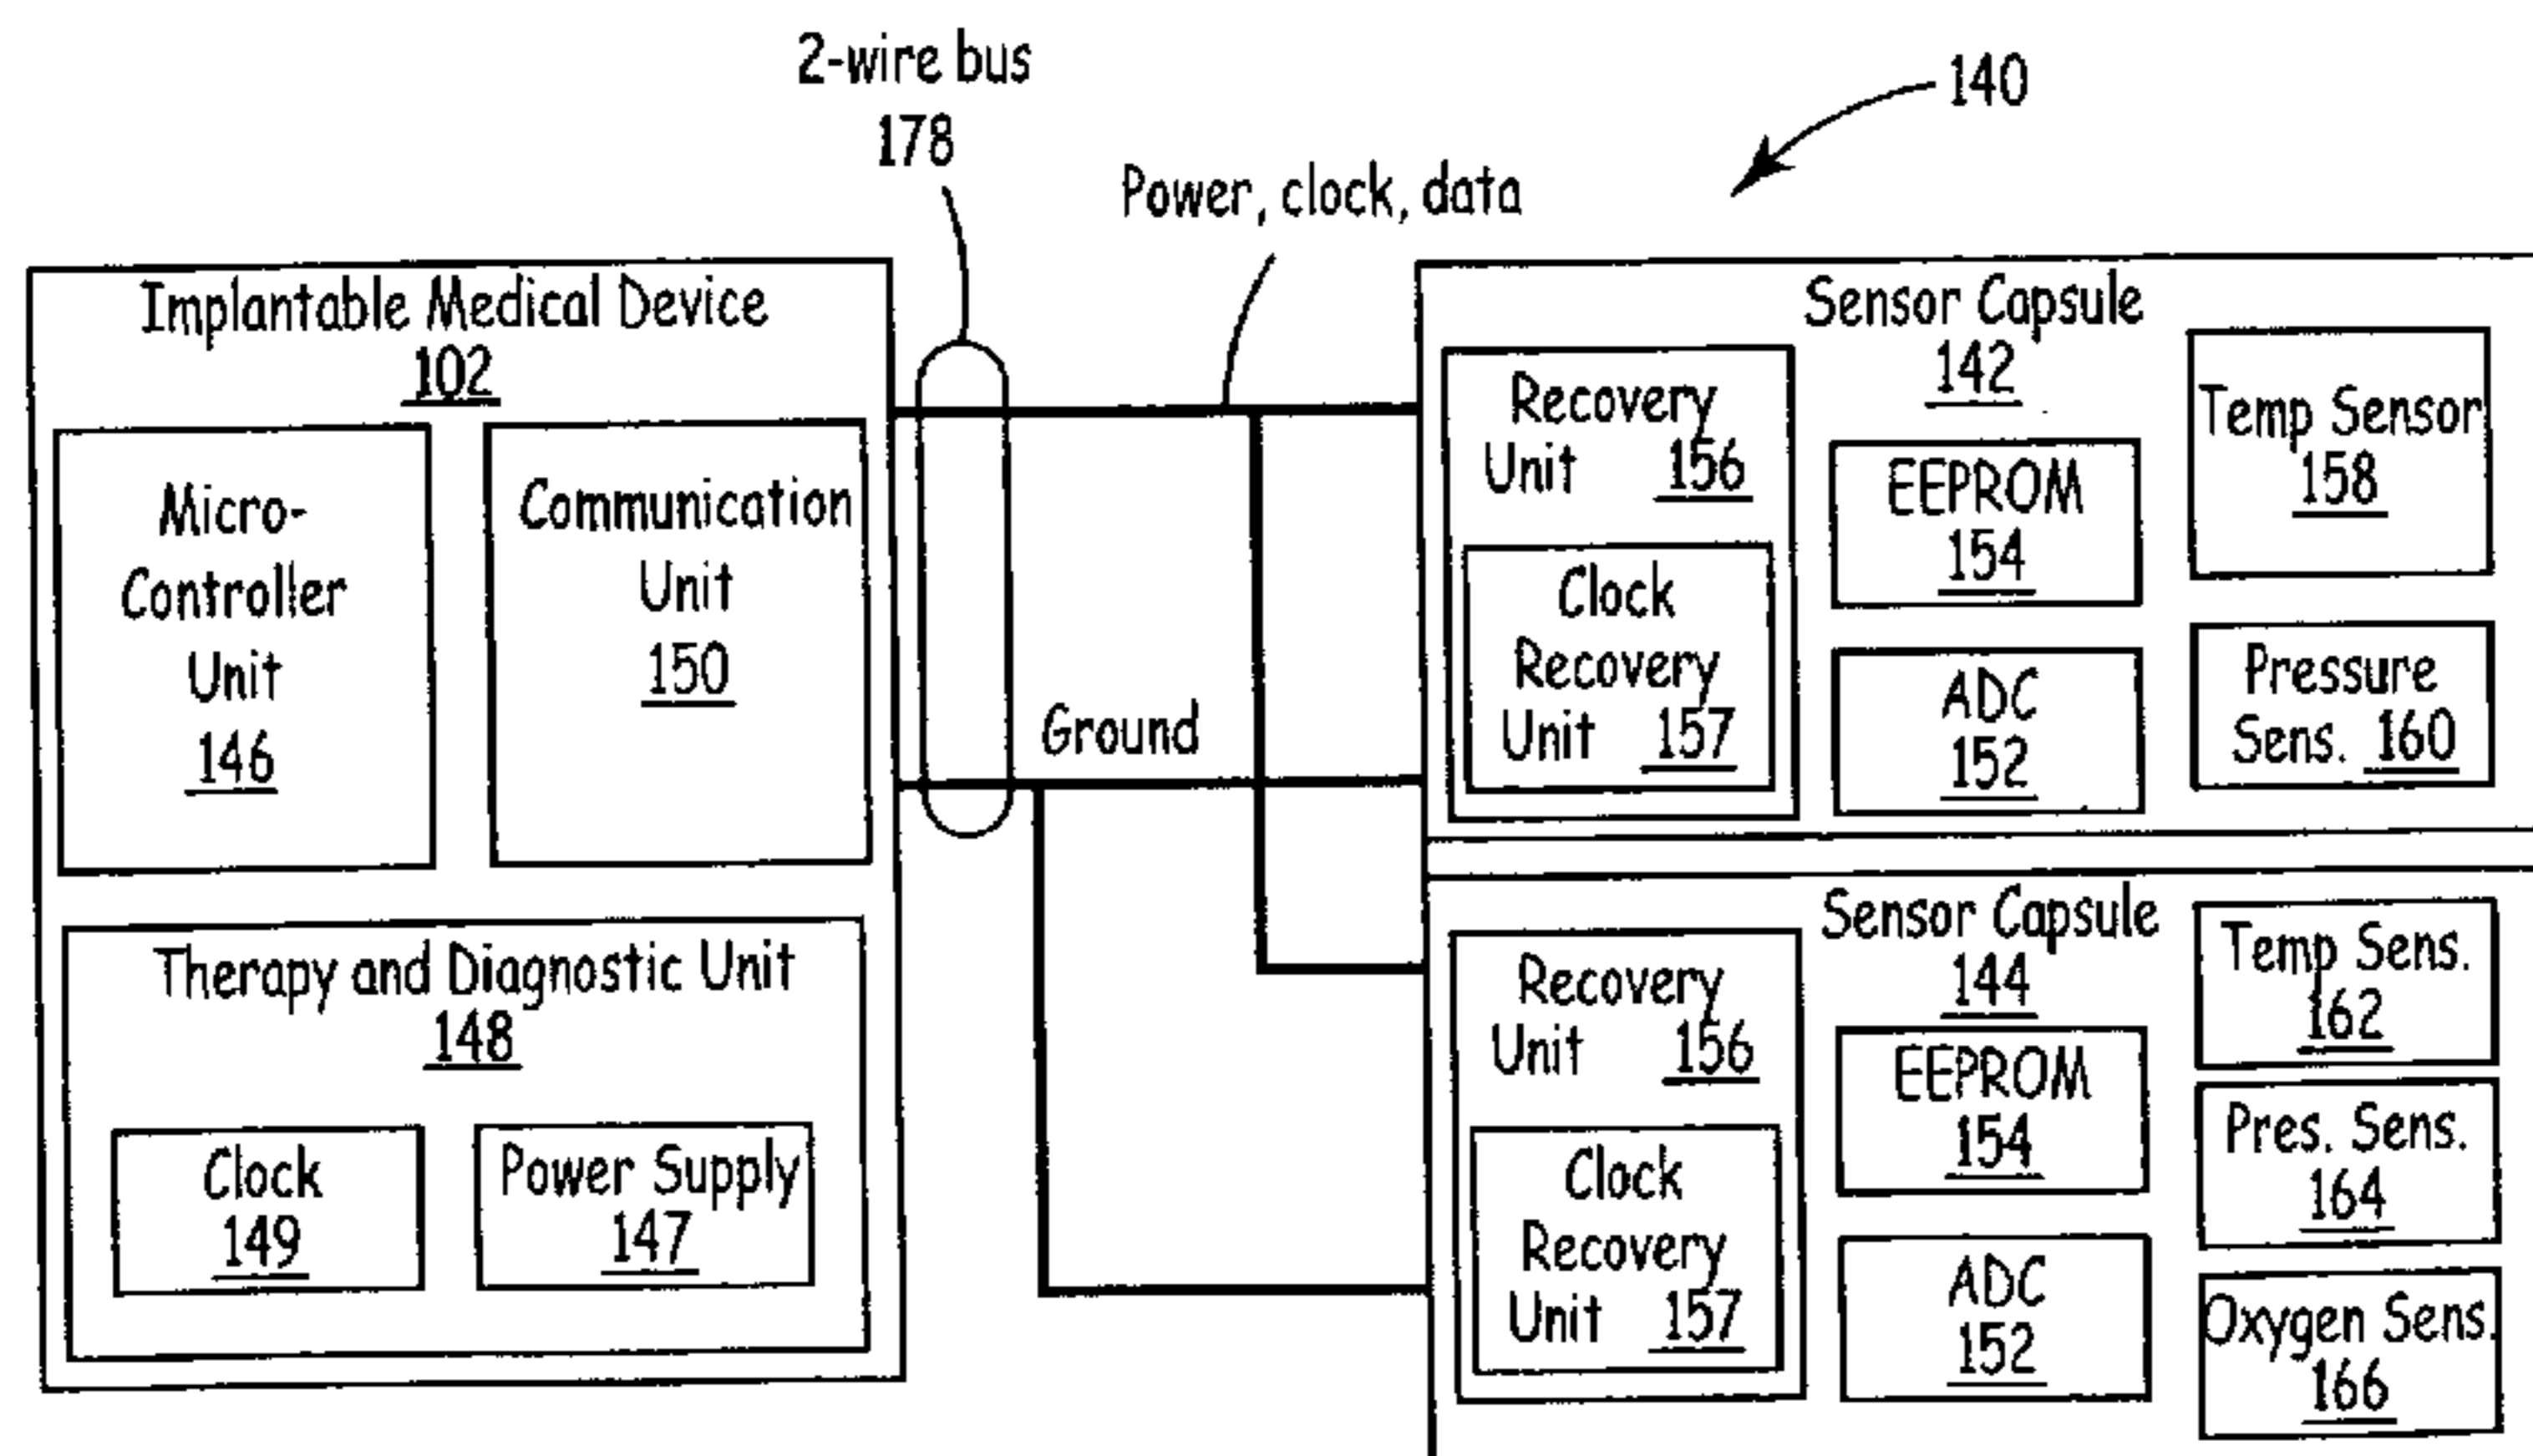 2-wire bus
178
140
Power, clock, data
Implantable Medical Device
102
Micro-
Controller
Unit
146
Communication
Unit
150
Therapy and Diagnostic Unit
148
Clock
149
Power Supply
147
Ground
Sensor Capsule
142
Recovery
Unit 156
Clock
Recovery
Unit 157
EEPROM
154
ADC
152
Temp Sensor
158
Pressure
Sens. 160
Sensor Capsule
144
Recovery
Unit 156
Clock
Recovery
Unit 157
EEPROM
154
ADC
152
Temp Sens.
162
Pres. Sens.
164
Oxygen Sens.
166